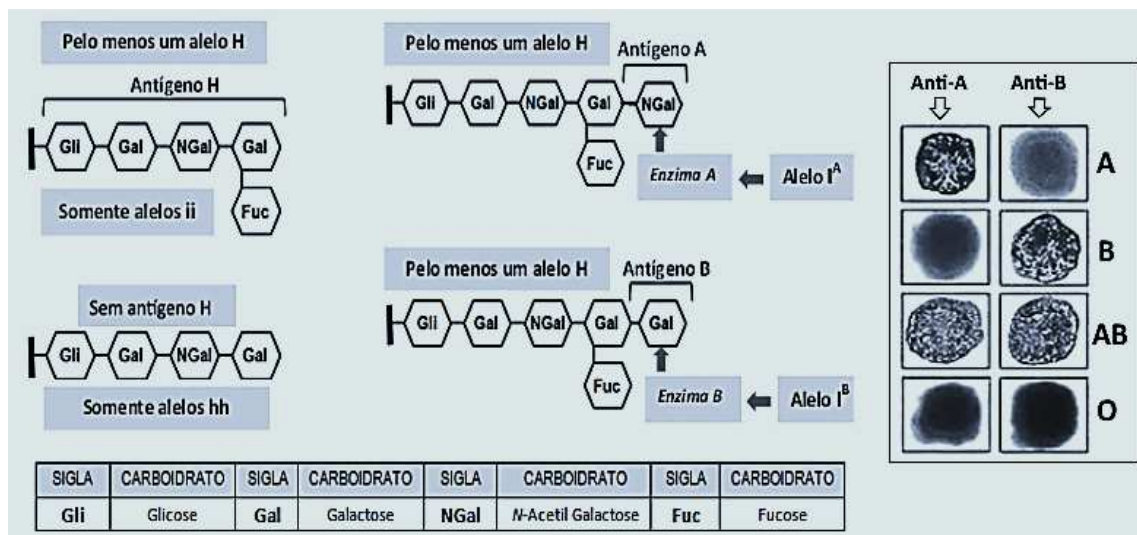 Pelo menos um alelo H
Antígeno H
Gli Gal NGal Gal
Fuc
Somente alelos ii
Sem antígeno H
Gli Gal NGal Gal
Somente alelos hh
Pelo menos um alelo H
Antígeno A
Gli Gal NGal Gal NGal
Fuc
Enzima A
Alelo I^A
Pelo menos um alelo H
Antígeno B
Gli Gal NGal Gal Gal
Fuc
Enzima B
Alelo I^B
Anti-A Anti-B
A
B
AB
O
SIGLA CARBOIDRATO SIGLA CARBOIDRATO SIGLA CARBOIDRATO SIGLA CARBOIDRATO
Gli Glicose Gal Galactose NGal N-Acetil Galactose Fuc Fucose